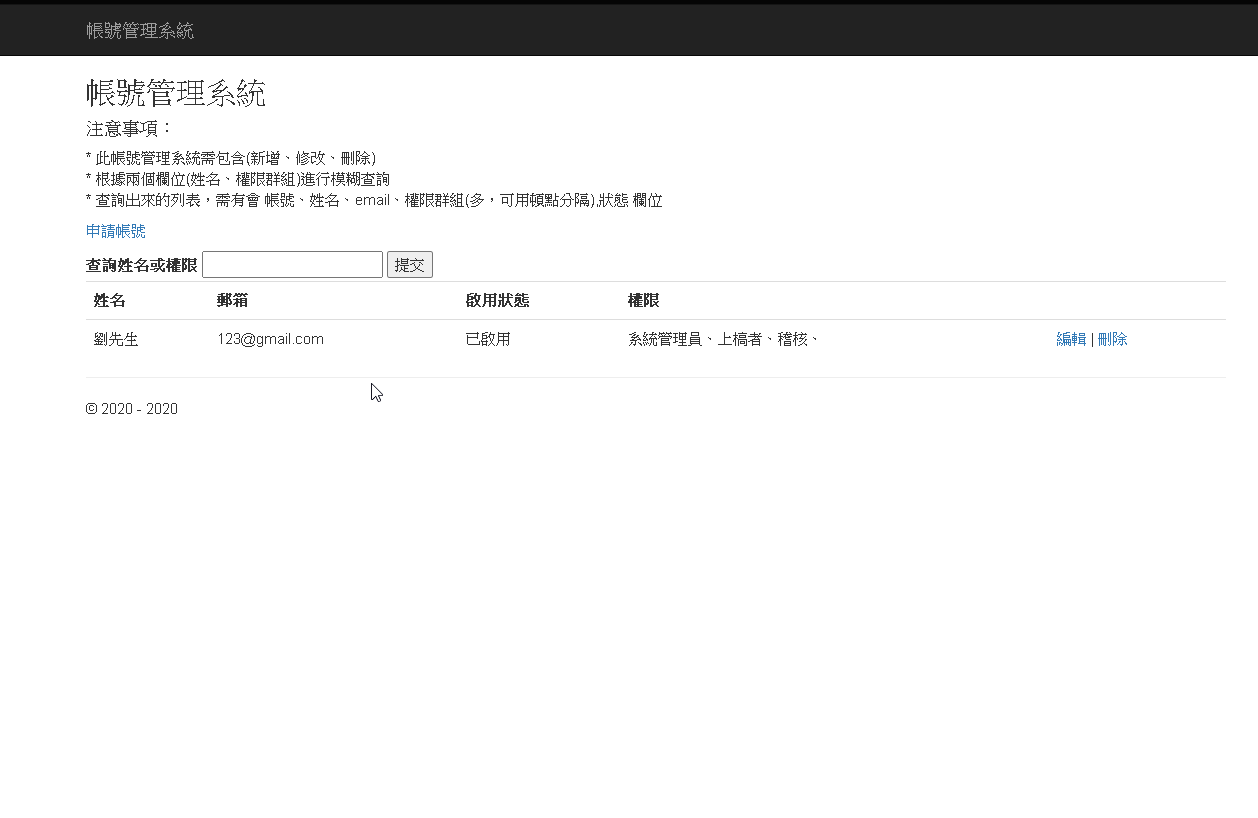 帳號管理系統
帳號管理系統
注意事項：
* 此帳號管理系統需包含(新增、修改、刪除)
* 根據兩個欄位(姓名、權限群組)進行模糊查詢
* 查詢出來的列表，需有會 帳號、姓名、email、權限群組(多，可用頓點分隔),狀態 欄位
申請帳號
查詢姓名或權限 提交
姓名 郵箱 啟用狀態 權限
劉先生 123@gmail.com 已啟用 系統管理員、上槁者、稽核、 編輯 | 刪除
© 2020 - 2020